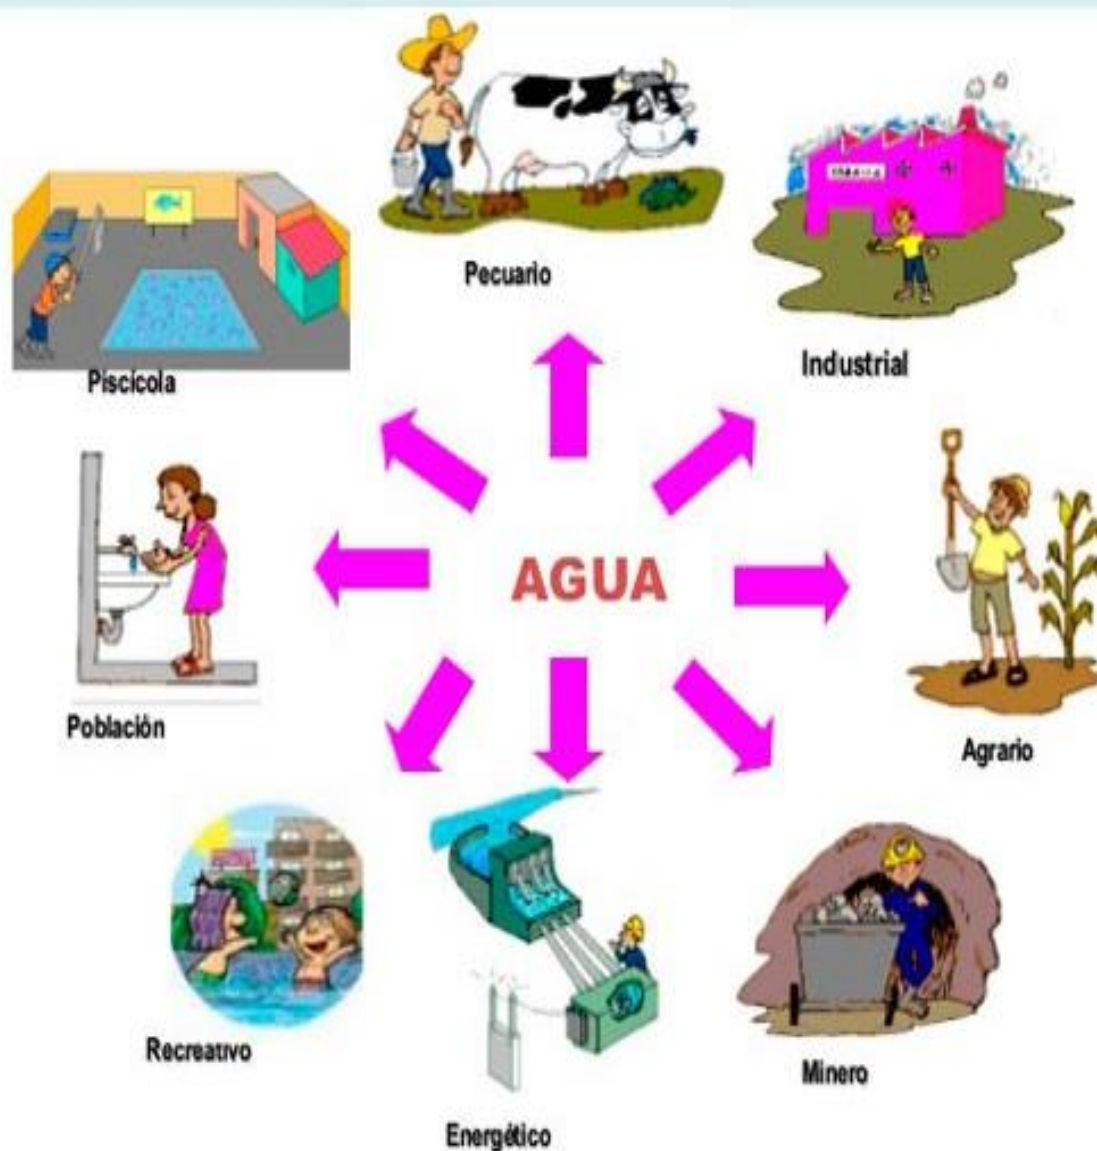 Pecuario
Industrial
Piscícola
AGUA
Población
Agrario
Recreativo
Minero
Energético